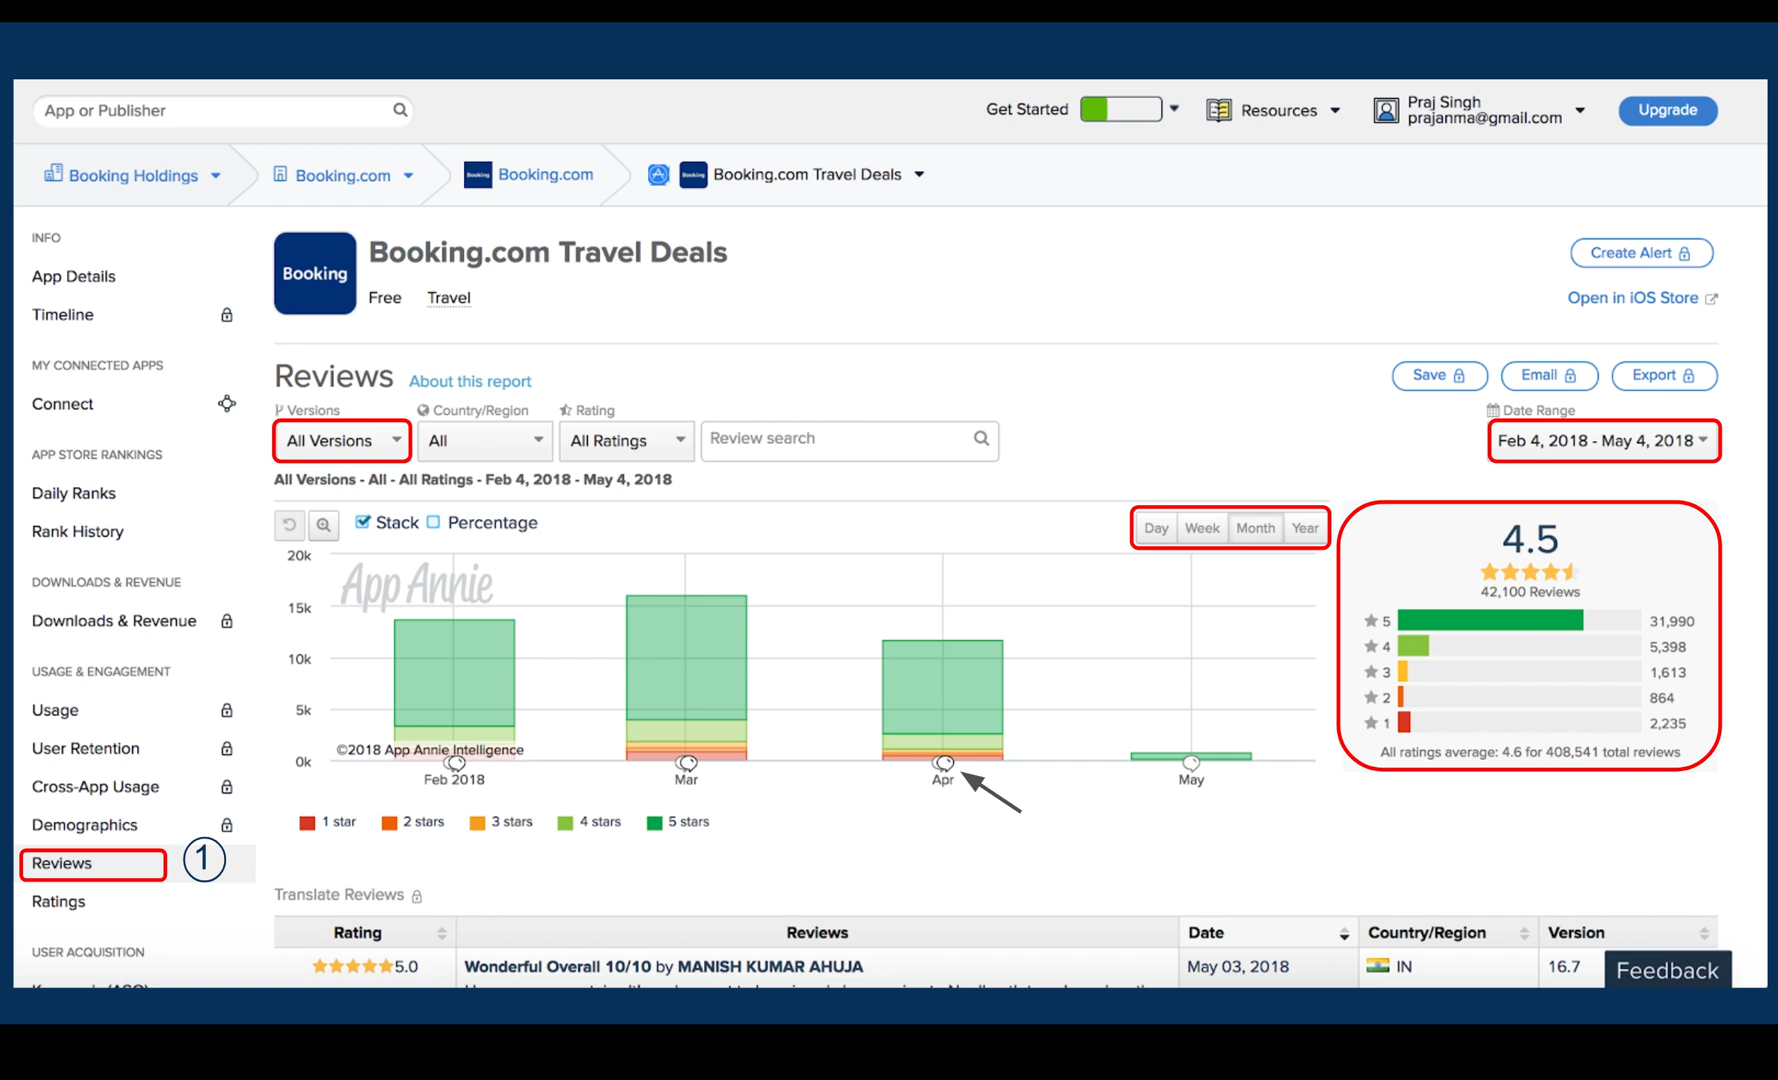 App or Publisher
Get Started
Resources
Praj Singh
prajanma@gmail.com
Upgrade
Booking Holdings
Booking.com
Booking.com
Booking.com Travel Deals
INFO
App Details
Timeline
MY CONNECTED APPS
Connect
APP STORE RANKINGS
Daily Ranks
Rank History
DOWNLOADS & REVENUE
Downloads & Revenue
USAGE & ENGAGEMENT
Usage
User Retention
Cross-App Usage
Demographics
Reviews
1
Ratings
USER ACQUISITION
Booking
Booking.com Travel Deals
Free Travel
Create Alert
Open in iOS Store
Reviews About this report
Save
Email
Export
Versions
Country/Region
Rating
Date Range
All Versions
All
All Ratings
Review search
Feb 4, 2018 - May 4, 2018
All Versions - All - All Ratings - Feb 4, 2018 - May 4, 2018
Stack
Percentage
Day Week Month Year
20k
15k
10k
5k
0k
App Annie
©2018 App Annie Intelligence
Feb 2018
Mar
Apr
May
1 star
2 stars
3 stars
4 stars
5 stars
4.5
42,100 Reviews
5 31,990
4 5,398
3 1,613
2 864
1 2,235
All ratings average: 4.6 for 408,541 total reviews
Translate Reviews
Rating Reviews Date Country/Region Version
5.0 Wonderful Overall 10/10 by MANISH KUMAR AHUJA May 03, 2018 IN 16.7
Feedback